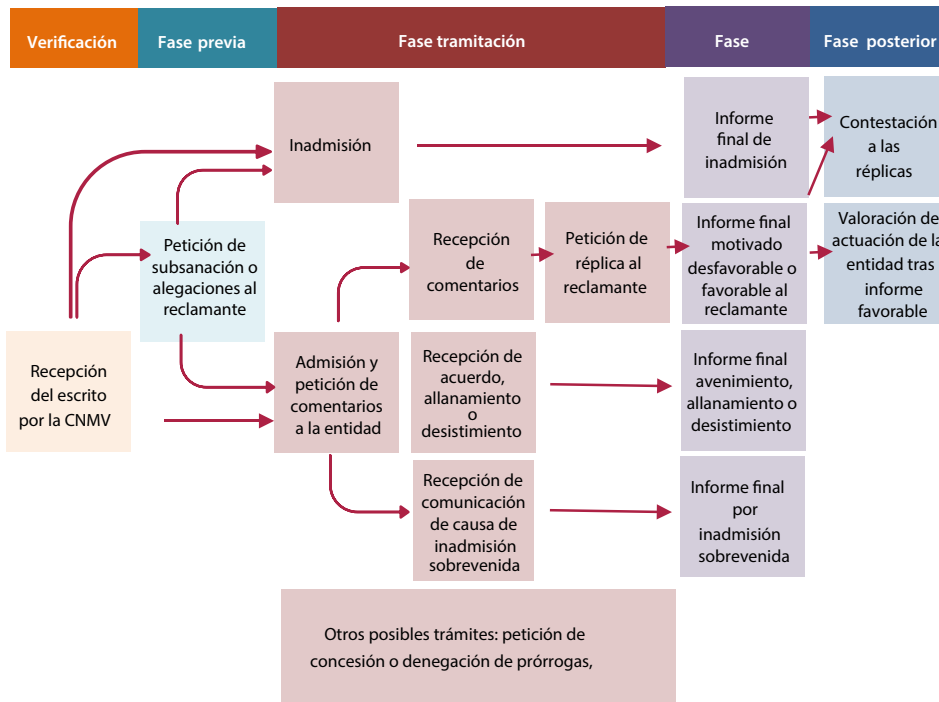 Verificación
Fase previa
Fase tramitación
Fase
Fase posterior
Inadmisión
Informe
final de
inadmisión
Contestación
a las
réplicas
Petición de
subsanación o
alegaciones al
reclamante
Recepción
de
comentarios
Petición de
réplica al
reclamante
Informe final
motivado
desfavorable o
favorable al
reclamante
Valoración de
actuación de la
entidad tras
informe
favorable
Recepción
del escrito
por la CNMV
Admisión y
petición de
comentarios
a la entidad
Recepción de
acuerdo,
allanamiento
o
desistimiento
Informe final
avenimiento,
allanamiento o
desistimiento
Recepción de
comunicación
de causa de
inadmisión
sobrevenida
Informe final
por
inadmisión
sobrevenida
Otros posibles trámites: petición de
concesión o denegación de prórrogas,